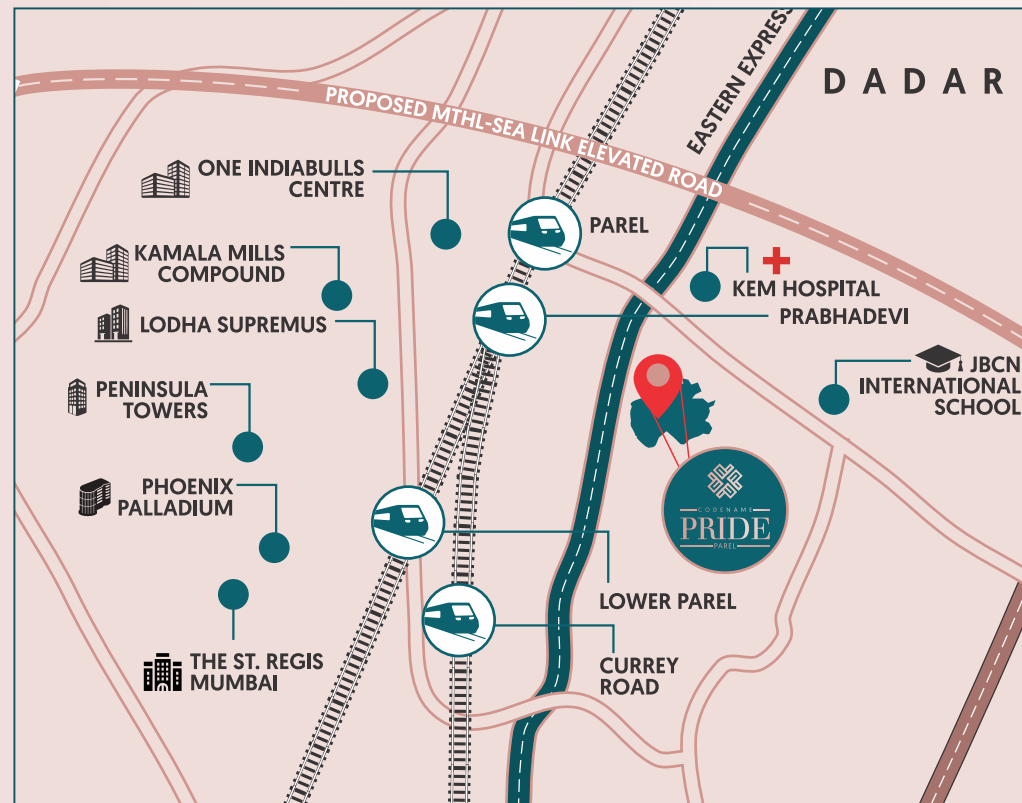 DADAR
EASTERN EXPRESS
PROPOSED MTHL-SEA LINK ELEVATED ROAD
ONE INDIABULLS
CENTRE
PAREL
KAMALA MILLS
COMPOUND
KEM HOSPITAL
PRABHADEVI
LODHA SUPREMUS
JBCN
INTERNATIONAL
SCHOOL
PENINSULA
TOWERS
PHOENIX
PALLADIUM
CODENAME
PRIDE
PAREL
LOWER PAREL
THE ST. REGIS
MUMBAI
CURREY
ROAD